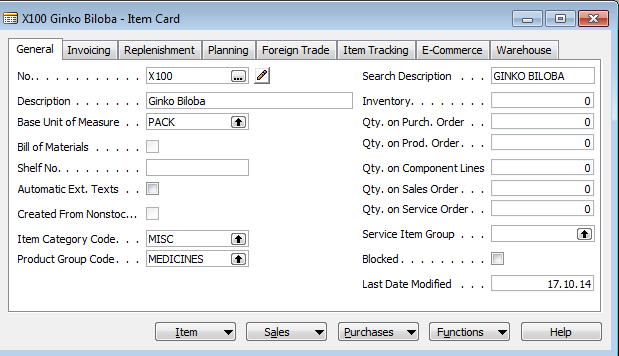 X100 Ginko Biloba - Item Card
General Invoicing Replenishment Planning Foreign Trade Item Tracking E-Commerce Warehouse
No. . . . . . . . . . . . X100 ...
Description . . . . . . . . Ginko Biloba
Base Unit of Measure . . PACK
Bill of Materials . . . . .
Shelf No. . . . . . . . . .
Automatic Ext. Texts . .
Created From Nonstoc...
Item Category Code. . . MISC
Product Group Code. . . MEDICINES
Search Description . . . GINKO BILOBA
Inventory. . . . . . . . 0
Qty. on Purch. Order . . 0
Qty. on Prod. Order. . . 0
Qty. on Component Lines 0
Qty. on Sales Order. . . 0
Qty. on Service Order. . 0
Service Item Group . . .
Blocked. . . . . . . . .
Last Date Modified . . . 17.10.14
Item Sales Purchases Functions Help